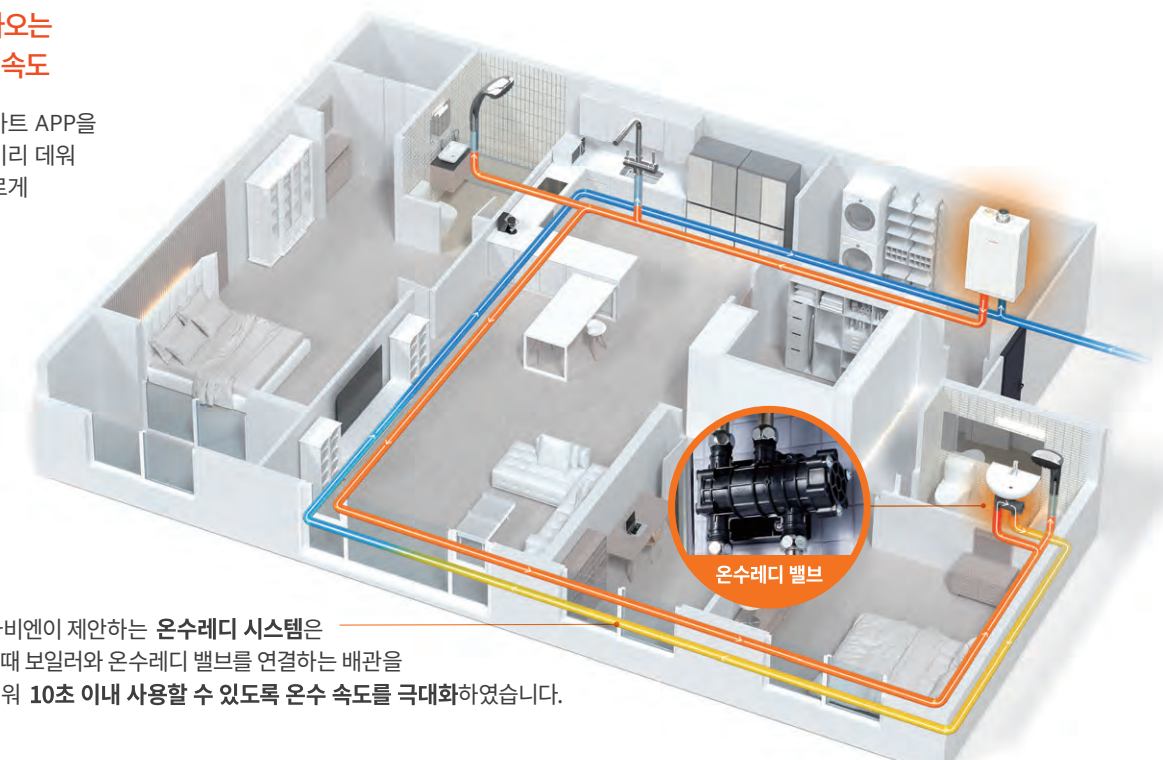 오는
속도
트 APP을
리 데워
르게
온수레디 밸브
비엔이 제안하는 온수레디 시스템은
때 보일러와 온수레디 밸브를 연결하는 배관을
워 10초 이내 사용할 수 있도록 온수 속도를 극대화하였습니다.